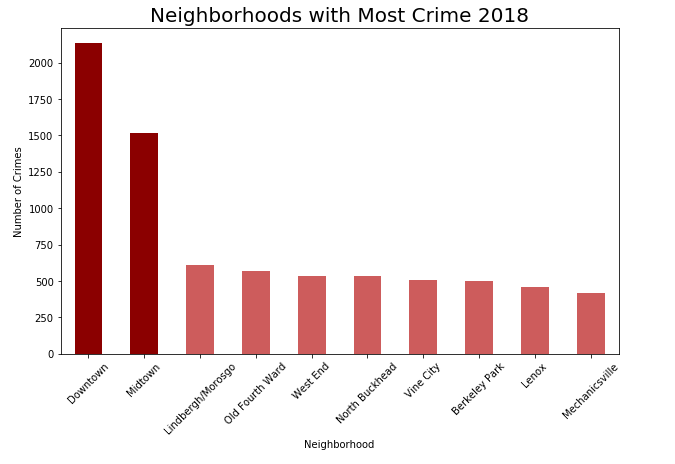 Neighborhoods with Most Crime 2018
Number of Crimes
2000
1750
1500
1250
1000
750
500
250
0
Downtown
Midtown
Lindbergh/Morosgo
Old Fourth Ward
West End
North Buckhead
Vine City
Berkeley Park
Lenox
Mechanicsville
Neighborhood